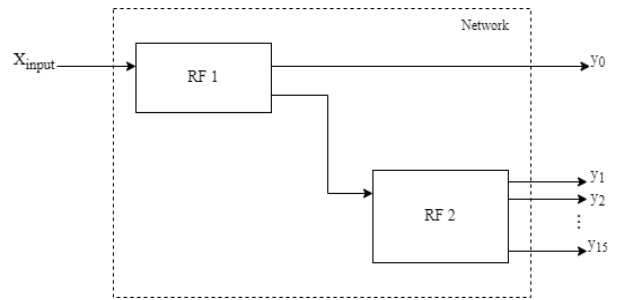 Network
X_input
RF 1
y_0
RF 2
y_1
y_2
⋮
y_15